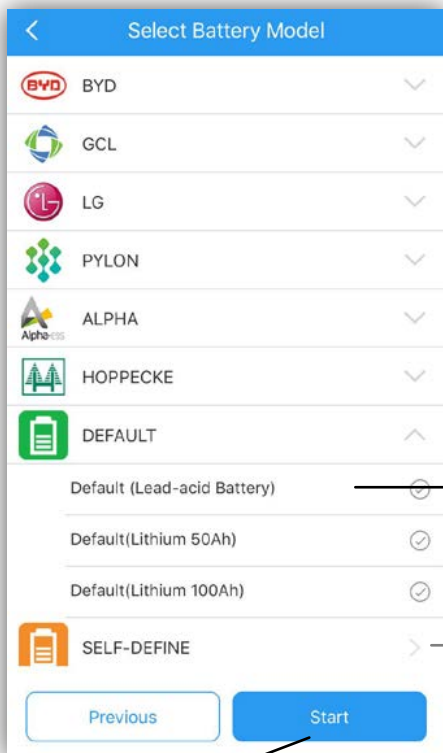 Select Battery Model
BYD BYD
GCL
LG LG
PYLON
Alpha-ESS ALPHA
HOPPECKE
DEFAULT
Default (Lead-acid Battery)
Default(Lithium 50Ah)
Default(Lithium 100Ah)
SELF-DEFINE
Previous Start